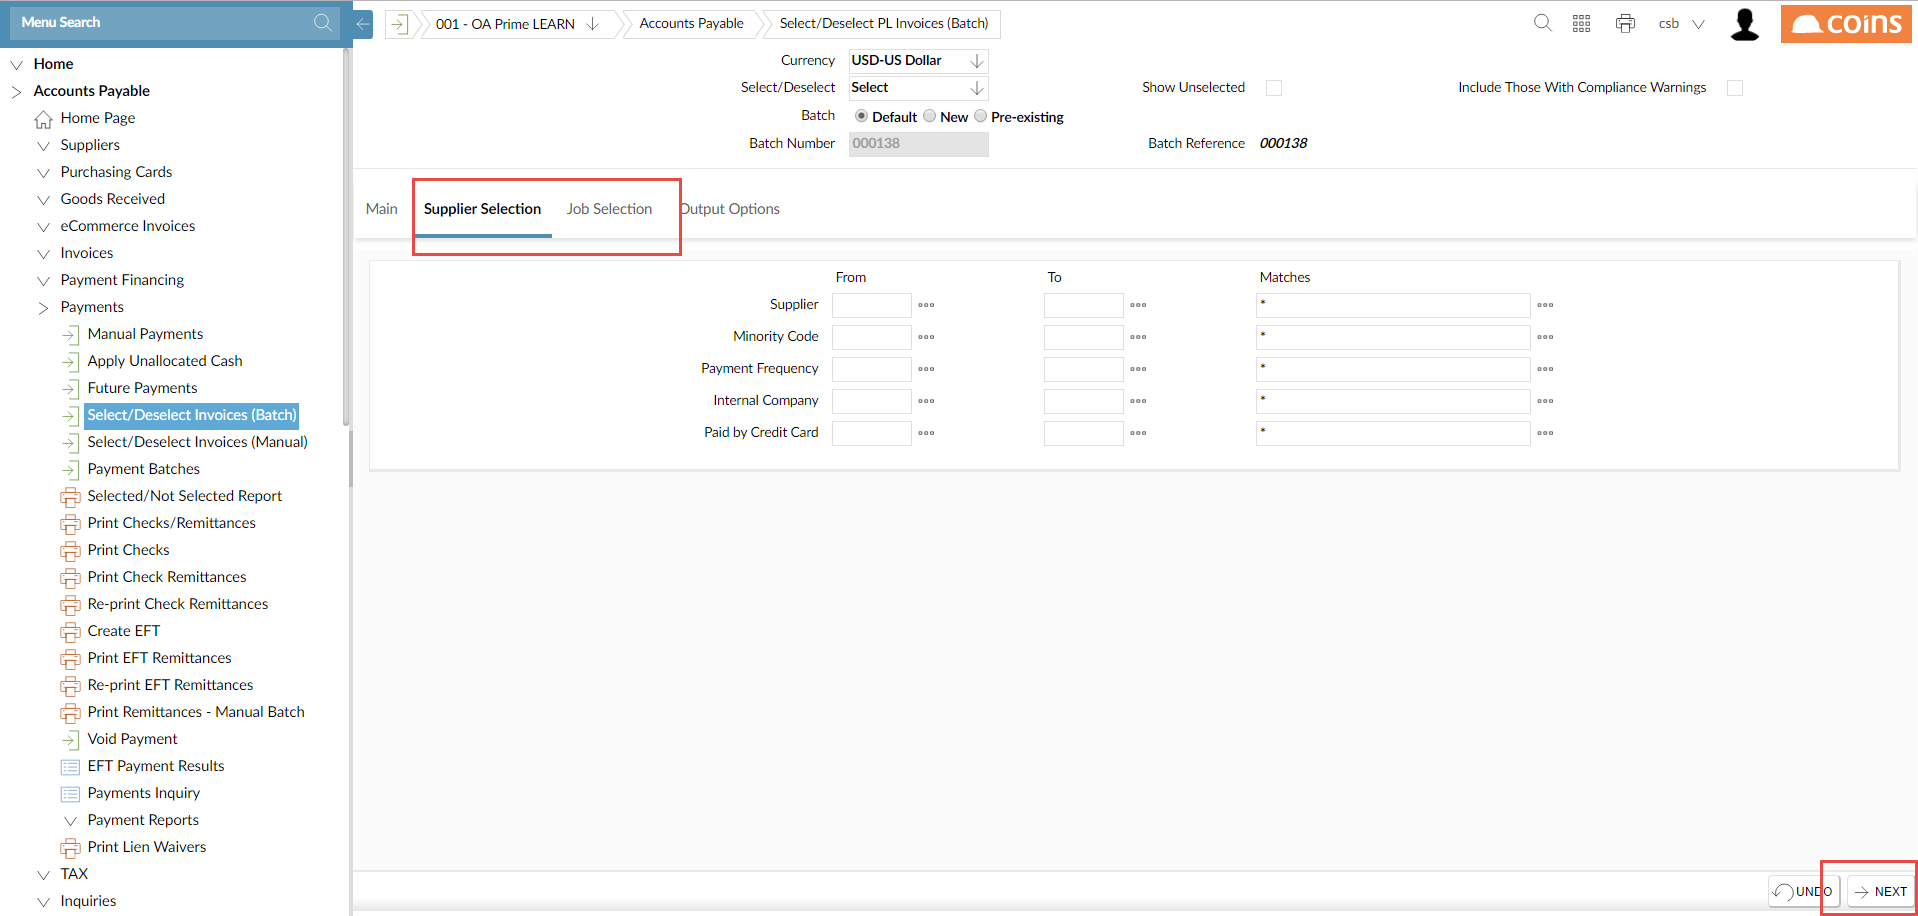 Menu Search
001 - OA Prime LEARN
Accounts Payable
Select/Deselect PL Invoices (Batch)
csb
coins
Home
Accounts Payable
Home Page
Suppliers
Purchasing Cards
Goods Received
eCommerce Invoices
Invoices
Payment Financing
Payments
Manual Payments
Apply Unallocated Cash
Future Payments
Select/Deselect Invoices (Batch)
Select/Deselect Invoices (Manual)
Payment Batches
Selected/Not Selected Report
Print Checks/Remittances
Print Checks
Print Check Remittances
Re-print Check Remittances
Create EFT
Print EFT Remittances
Re-print EFT Remittances
Print Remittances - Manual Batch
Void Payment
EFT Payment Results
Payments Inquiry
Payment Reports
Print Lien Waivers
TAX
Inquiries
Currency USD-US Dollar
Select/Deselect Select Show Unselected Include Those With Compliance Warnings
Batch Default New Pre-existing
Batch Number 000138 Batch Reference 000138
Main Supplier Selection Job Selection Output Options
From To Matches
Supplier *
Minority Code *
Payment Frequency *
Internal Company *
Paid by Credit Card *
UNDO NEXT